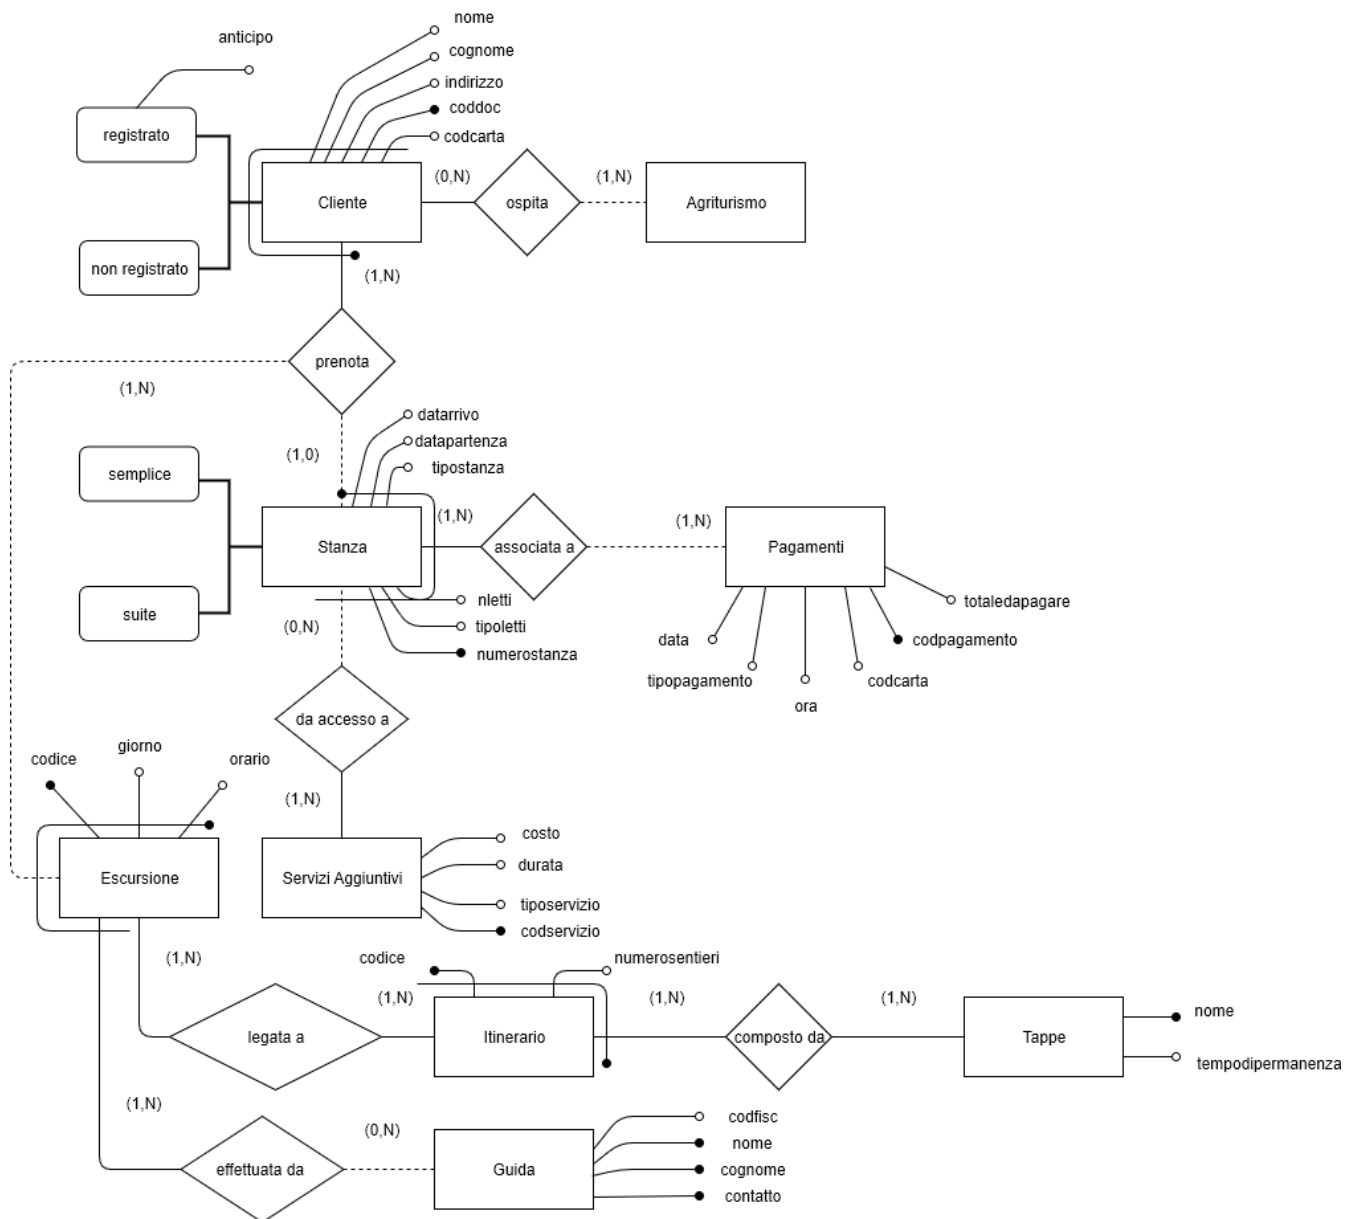 nome
anticipo
cognome
indirizzo
coddoc
registrato
codcarta
(0,N)
(1,N)
Cliente
ospita
Agriturismo
non registrato
(1,N)
prenota
(1,N)
datarrivo
datapartenza
(1,0)
tipostanza
semplice
(1,N)
(1,N)
Stanza
associata a
Pagamenti
suite
nletti
totaledapagare
(0,N)
tipoletti
data
codpagamento
numerostanza
tipopagamento
codcarta
ora
da accesso a
giorno
codice
orario
(1,N)
costo
durata
Escursione
Servizi Aggiuntivi
tiposervizio
codservizio
(1,N)
codice
numerosentieri
(1,N)
(1,N)
(1,N)
nome
legata a
Itinerario
composto da
Tappe
tempodipermanenza
(1,N)
codfisc
(0,N)
nome
effettuata da
Guida
cognome
contatto